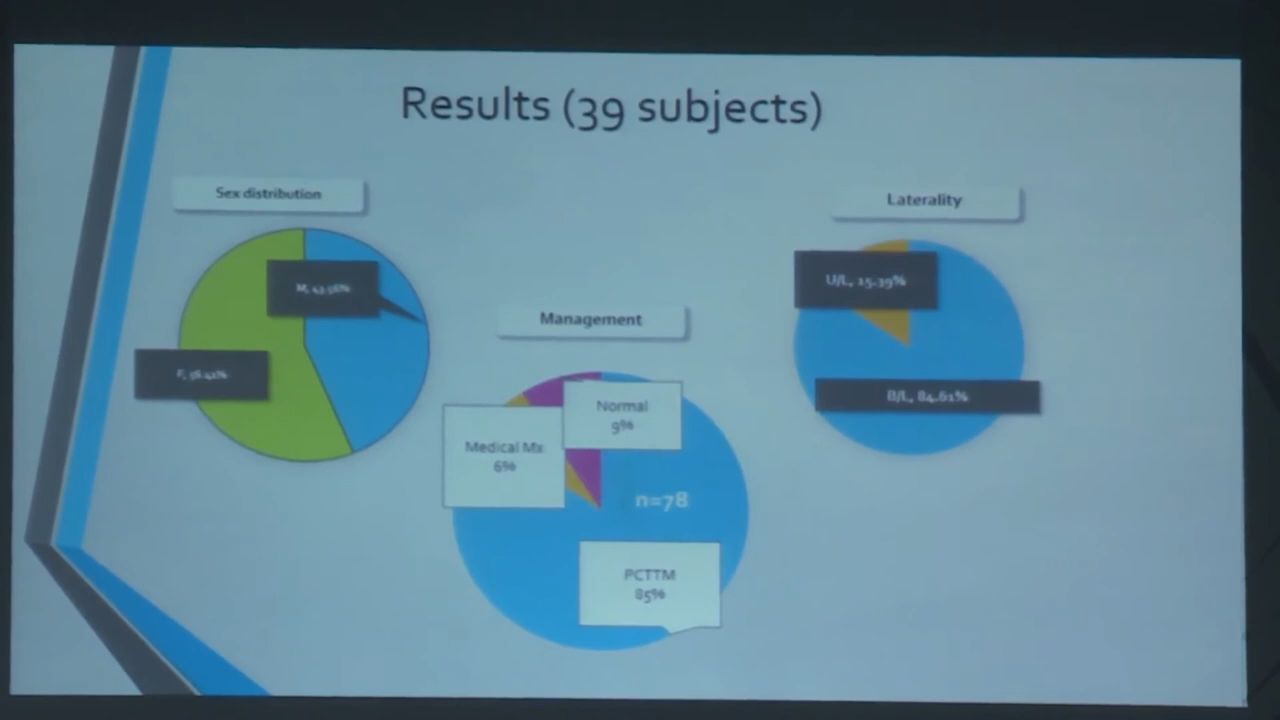 Results (39 subjects)
Sex distribution
M, 43.56%
F, 56.41%
Management
Normal
9%
Medical Mx
6%
n=78
PCTTM
85%
Laterality
U/L, 15.39%
B/L, 84.61%